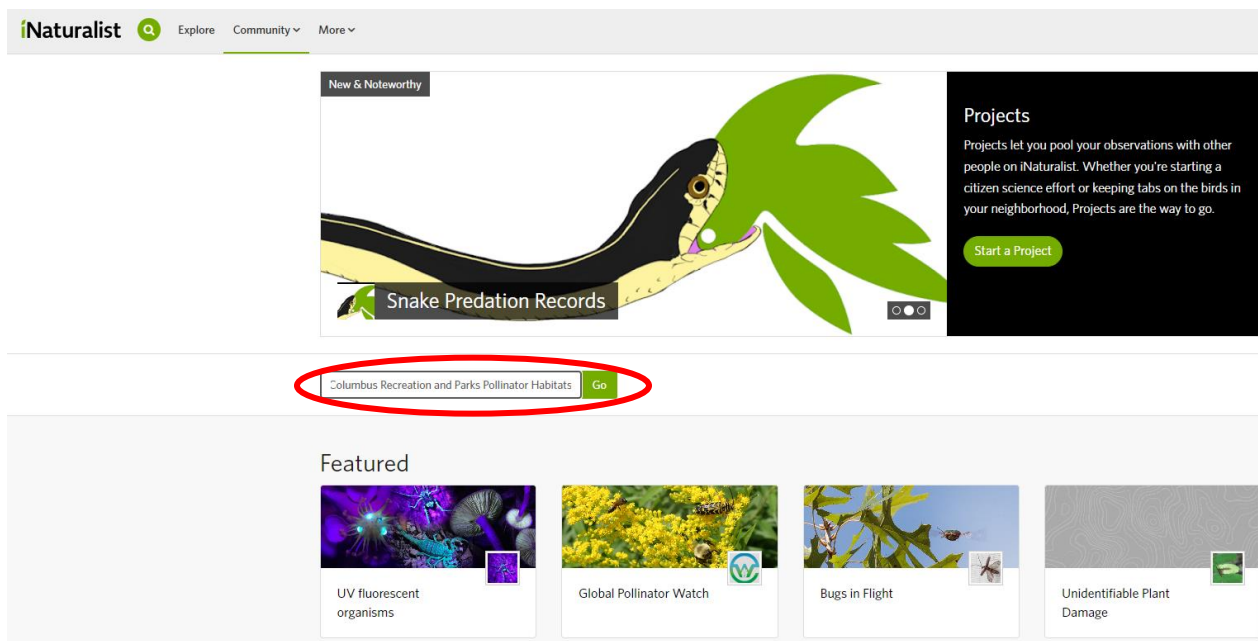 iNaturalist Explore Community More
New & Noteworthy
Snake Predation Records
Projects
Projects let you pool your observations with other
people on iNaturalist. Whether you're starting a
citizen science effort or keeping tabs on the birds in
your neighborhood, Projects are the way to go.
Start a Project
Columbus Recreation and Parks Pollinator Habitats Go
Featured
UV fluorescent
organisms
Global Pollinator Watch
Bugs in Flight
Unidentifiable Plant
Damage